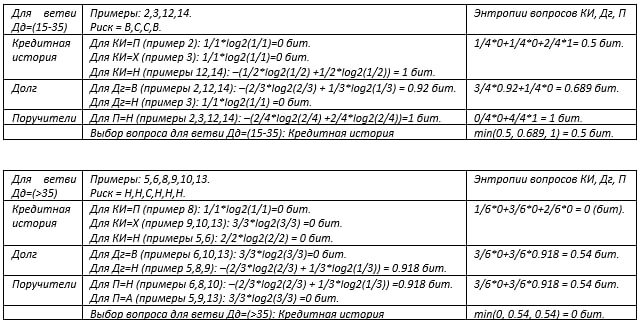 Для ветви Дд=(15-35) Примеры: 2,3,12,14. Энтропии вопросов КИ, Дг, П
Риск = В,С,С,В.
Кредитная история Для КИ=П (пример 2): 1/1*log2(1/1)=0 бит. 1/4*0+1/4*0+2/4*1= 0.5 бит.
Для КИ=Х (пример 3): 1/1*log2(1/1)=0 бит.
Для КИ=Н (примеры 12,14): –(1/2*log2(1/2) +1/2*log2(1/2)) = 1 бит.
Долг Для Дг=В (примеры 2,12,14): –(2/3*log2(2/3) + 1/3*log2(1/3) = 0.92 бит. 3/4*0.92+1/4*0 = 0.689 бит.
Для Дг=Н (пример 3): 1/1*log2(1/1) =0 бит.
Поручители Для П=Н (примеры 2,3,12,14): –(2/4*log2(2/4) +2/4*log2(2/4))=1 бит. 0/4*0+4/4*1 = 1 бит.
Выбор вопроса для ветви Дд=(15-35): Кредитная история min(0.5, 0.689, 1) = 0.5 бит.
Для ветви Дд=(>35) Примеры: 5,6,8,9,10,13. Энтропии вопросов КИ, Дг, П
Риск = Н,Н,С,Н,Н,Н.
Кредитная история Для КИ=П (пример 8): 1/1*log2(1/1)=0 бит. 1/6*0+3/6*0+2/6*0 = 0 (бит).
Для КИ=Х (пример 9,10,13): 3/3*log2(3/3) =0 бит.
Для КИ=Н (примеры 5,6): 2/2*log2(2/2) = 0 бит.
Долг Для Дг=В (примеры 6,10,13): 3/3*log2(3/3)=0 бит. 3/6*0+3/6*0.918 = 0.54 бит.
Для Дг=Н (пример 5,8,9): –(2/3*log2(2/3) + 1/3*log2(1/3)) = 0.918 бит.
Поручители Для П=Н (примеры 6,8,10): –(2/3*log2(2/3) + 1/3*log2(1/3)) =0.918 бит. 3/6*0+3/6*0.918 = 0.54 бит.
Для П=А (примеры 5,9,13): 3/3*log2(3/3) =0 бит.
Выбор вопроса для ветви Дд=(>35): Кредитная история min(0, 0.54, 0.54) = 0 бит.